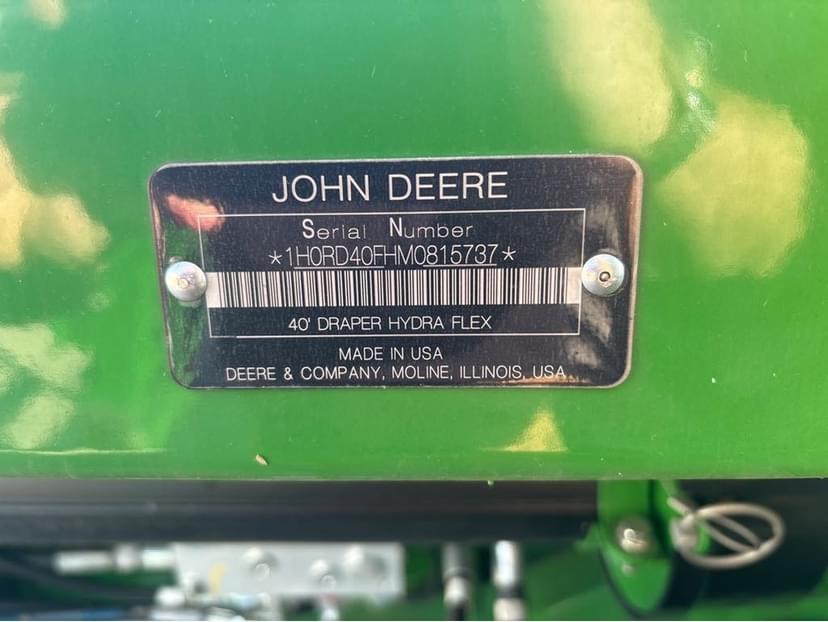 JOHN DEERE
Serial Number
*1H0RD40FHM0815737*
40' DRAPER HYDRA FLEX
MADE IN USA
DEERE & COMPANY, MOLINE, ILLINOIS, USA